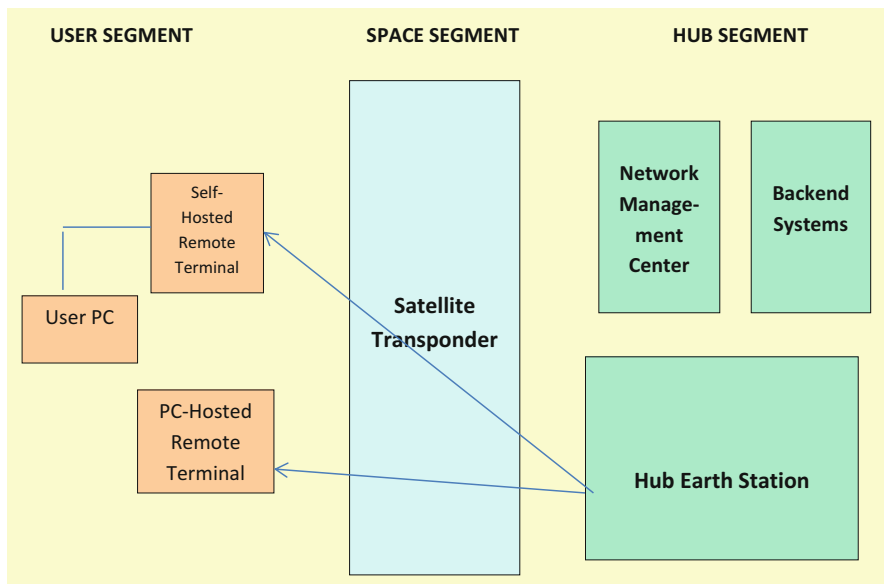 USER SEGMENT
SPACE SEGMENT
HUB SEGMENT
Self-
Hosted
Remote
Terminal
User PC
PC-Hosted
Remote
Terminal
Satellite
Transponder
Network
Manage-
ment
Center
Backend
Systems
Hub Earth Station